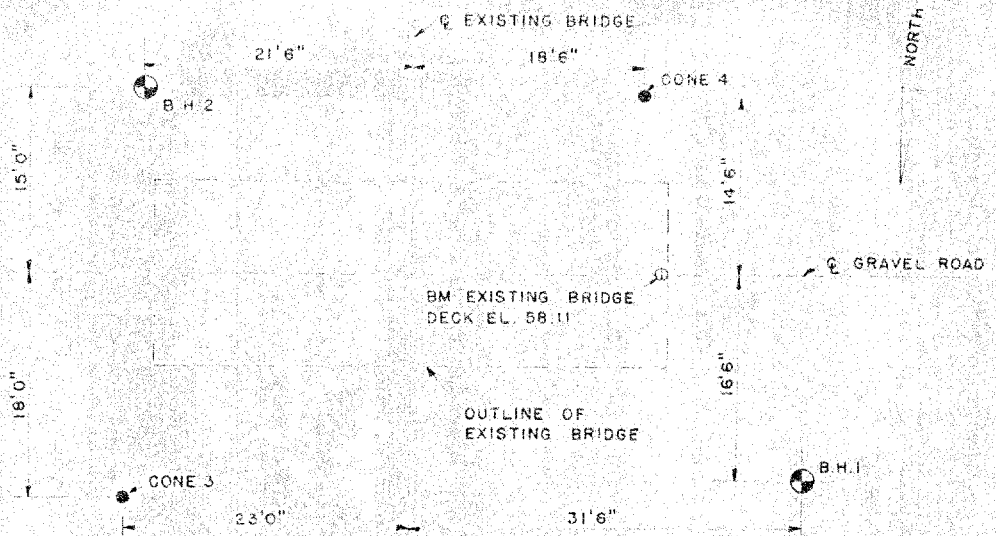 ℄ EXISTING BRIDGE
NORTH
21'6"
18'6"
CONE 4
B.H.2
15'0"
14'6"
℄ GRAVEL ROAD
BM EXISTING BRIDGE
DECK EL. 58.11
18'0"
16'6"
OUTLINE OF
EXISTING BRIDGE
CONE 3
B.H.1
23'0"
31'6"